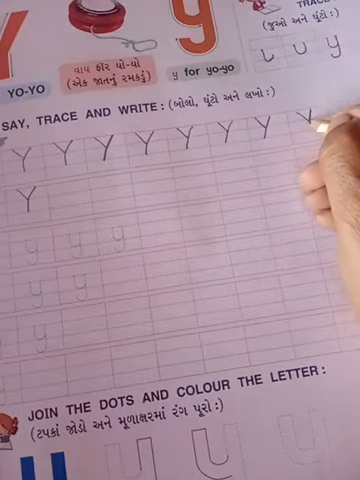 Y y
TRACE
(જુઓ અને ઘૂંટો:)
YO-YO
વાય ફૉર યો-યો
(એક જાતનું રમકડું)
y for yo-yo
y
SAY, TRACE AND WRITE: (બોલો, ઘૂંટો અને લખો:)
Y Y Y Y Y Y Y Y
Y
y y y
y y
y
JOIN THE DOTS AND COLOUR THE LETTER:
(ટપકાં જોડો અને મૂળાક્ષરમાં રંગ પૂરો:)